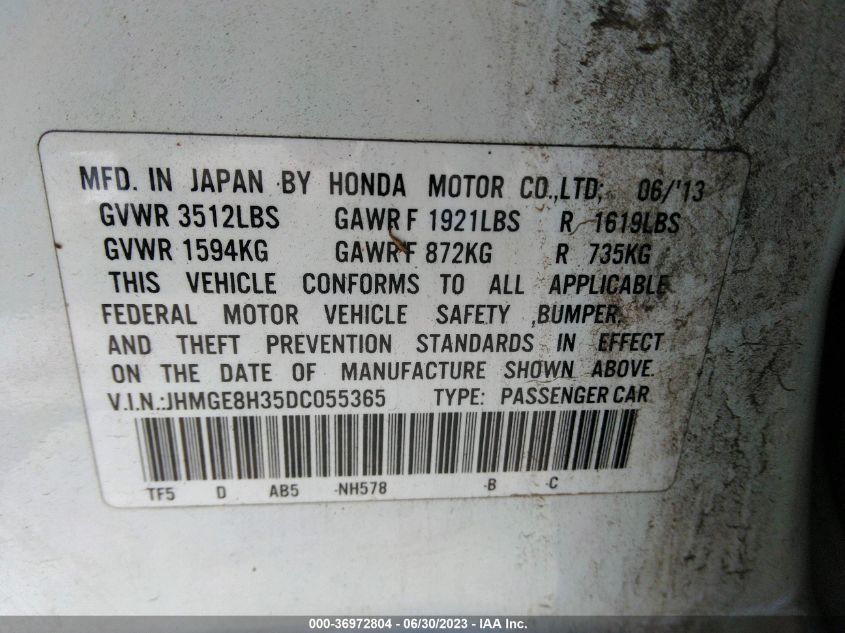 MFD. IN JAPAN BY HONDA MOTOR CO.,LTD; 06/'13
GVWR 3512LBS GAWR F 1921LBS R 1619LBS
GVWR 1594KG GAWR F 872KG R 735KG
THIS VEHICLE CONFORMS TO ALL APPLICABLE
FEDERAL MOTOR VEHICLE SAFETY ,BUMPER,
AND THEFT PREVENTION STANDARDS IN EFFECT
ON THE DATE OF MANUFACTURE SHOWN ABOVE.
V.I.N.:JHMGE8H35DC055365 TYPE: PASSENGER CAR
TF5 D AB5 -NH578 -B -C
000-36972804 - 06/30/2023 - IAA Inc.